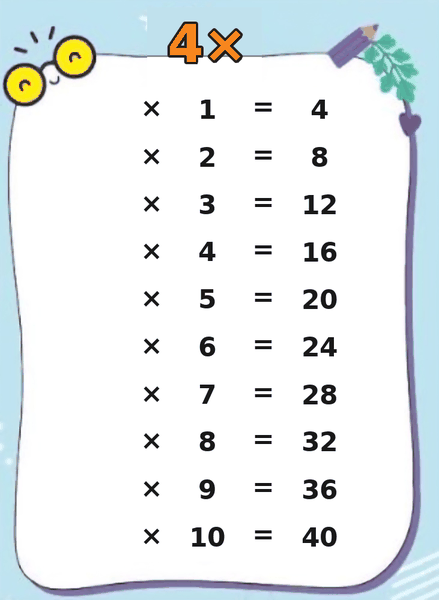 4×
× 1 = 4
× 2 = 8
× 3 = 12
× 4 = 16
× 5 = 20
× 6 = 24
× 7 = 28
× 8 = 32
× 9 = 36
× 10 = 40